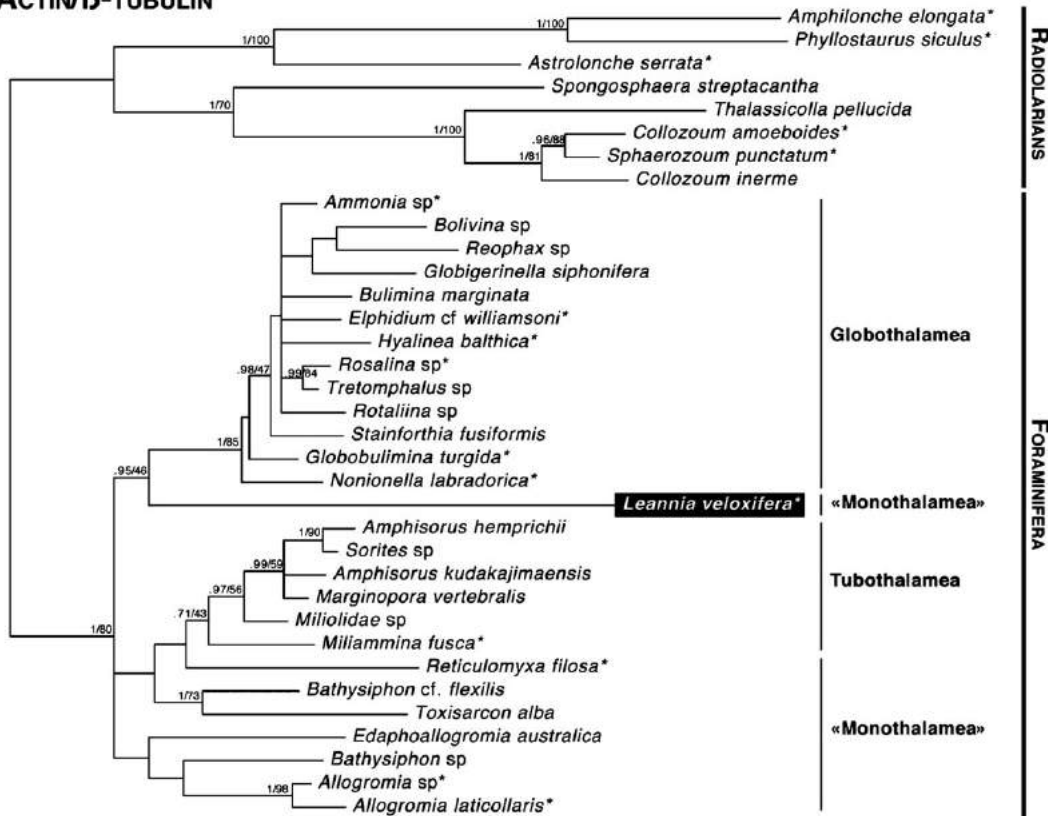 ACTIN/β-TUBULIN
Amphilonche elongata*
1/100
1/100
Phyllostaurus siculus*
Astrolonche serrata*
Spongosphaera streptacantha
1/70
Thalassicolla pellucida
1/100
.96/88
Collozoum amoeboides*
1/81
Sphaerozoum punctatum*
Collozoum inerme
RADIOLARIANS
Ammonia sp*
Bolivina sp
Reophax sp
Globigerinella siphonifera
Bulimina marginata
Elphidium cf williamsoni*
Hyalinea balthica*
.98/47
.99/64
Rosalina sp*
Tretomphalus sp
Rotaliina sp
Stainforthia fusiformis
1/85
Globobulimina turgida*
Nonionella labradorica*
Globothalamea
.95/46
Leannia veloxifera*
«Monothalamea»
Amphisorus hemprichii
1/90
Sorites sp
.99/59
Amphisorus kudakajimaensis
.97/56
Marginopora vertebralis
Miliolidae sp
.71/43
Miliammina fusca*
Tubothalamea
1/80
Reticulomyxa filosa*
Bathysiphon cf. flexilis
1/73
Toxisarcon alba
Edaphoallogromia australica
Bathysiphon sp
Allogromia sp*
1/98
Allogromia laticollaris*
«Monothalamea»
FORAMINIFERA